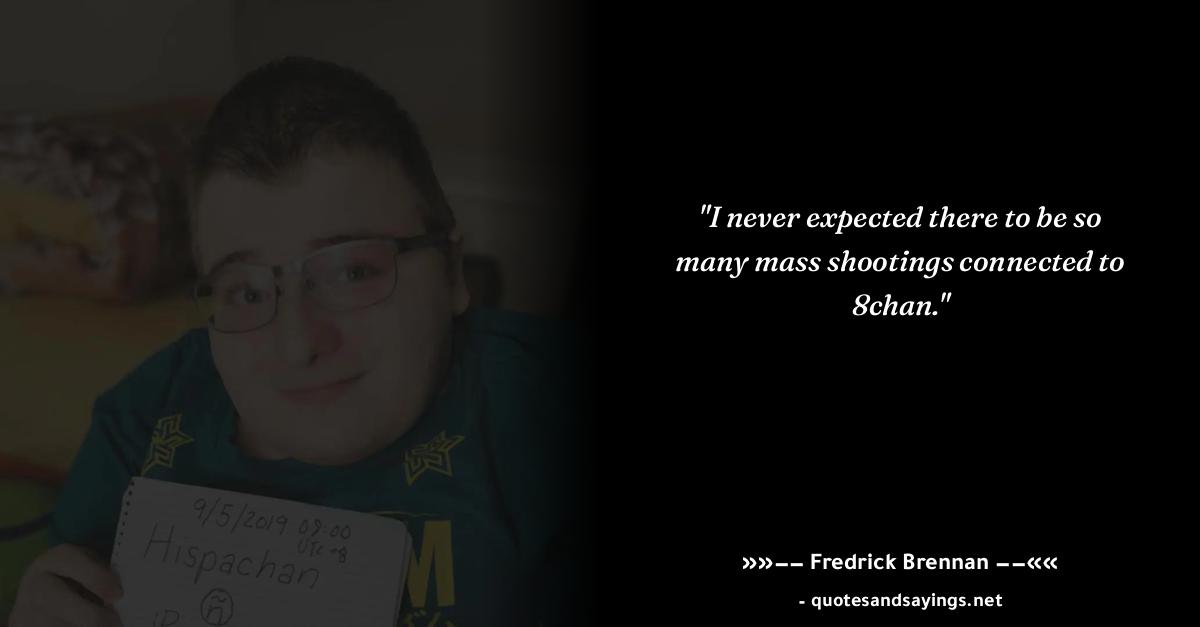 "I never expected there to be so
many mass shootings connected to
8chan."
»»−− Fredrick Brennan −−««
- quotesandsayings.net
9/5/2019 09:00
UTC +8
Hispachan
ñ
M